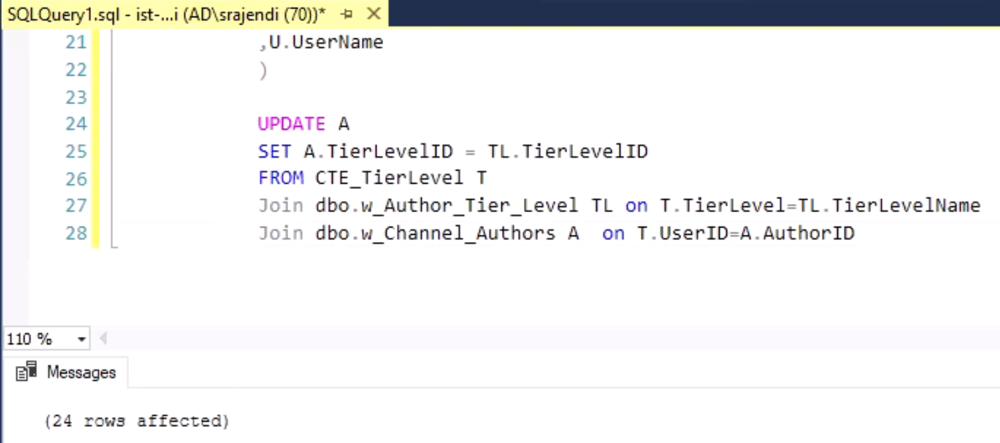 SQLQuery1.sql - ist-...i (AD\srajendi (70))*
21 ,U.UserName
22 )
23
24 UPDATE A
25 SET A.TierLevelID = TL.TierLevelID
26 FROM CTE_TierLevel T
27 Join dbo.w_Author_Tier_Level TL on T.TierLevel=TL.TierLevelName
28 Join dbo.w_Channel_Authors A  on T.UserID=A.AuthorID
110 %
Messages
(24 rows affected)